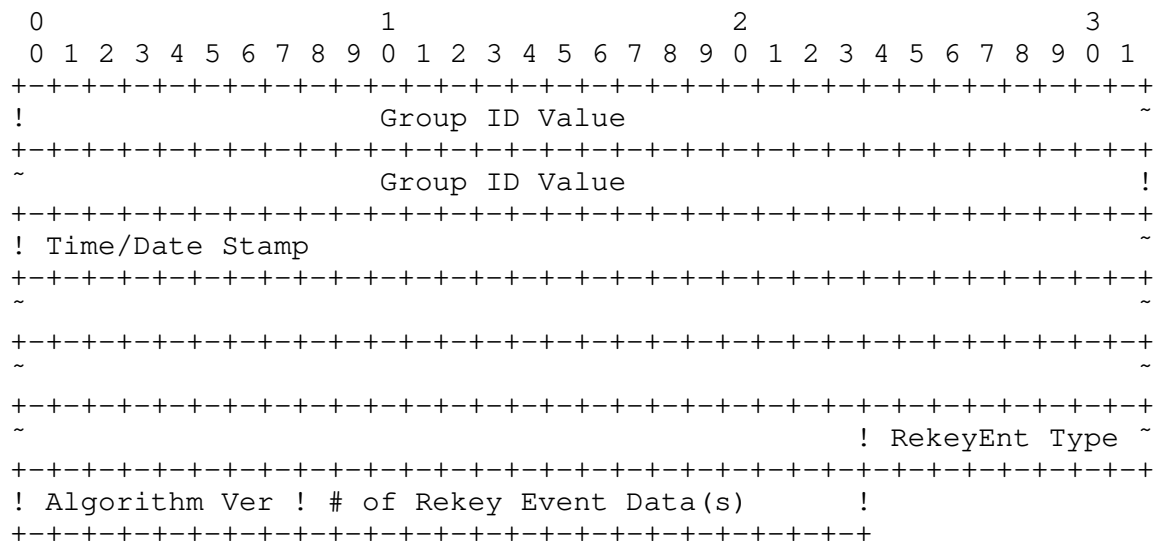 0                   1                   2                   3
 0 1 2 3 4 5 6 7 8 9 0 1 2 3 4 5 6 7 8 9 0 1 2 3 4 5 6 7 8 9 0 1
+-+-+-+-+-+-+-+-+-+-+-+-+-+-+-+-+-+-+-+-+-+-+-+-+-+-+-+-+-+-+-+-+
!                    Group ID Value                             ~
+-+-+-+-+-+-+-+-+-+-+-+-+-+-+-+-+-+-+-+-+-+-+-+-+-+-+-+-+-+-+-+-+
~                    Group ID Value                             !
+-+-+-+-+-+-+-+-+-+-+-+-+-+-+-+-+-+-+-+-+-+-+-+-+-+-+-+-+-+-+-+-+
! Time/Date Stamp                                               ~
+-+-+-+-+-+-+-+-+-+-+-+-+-+-+-+-+-+-+-+-+-+-+-+-+-+-+-+-+-+-+-+-+
~                                                               ~
+-+-+-+-+-+-+-+-+-+-+-+-+-+-+-+-+-+-+-+-+-+-+-+-+-+-+-+-+-+-+-+-+
~                                                               ~
+-+-+-+-+-+-+-+-+-+-+-+-+-+-+-+-+-+-+-+-+-+-+-+-+-+-+-+-+-+-+-+-+
~                                               ! RekeyEnt Type ~
+-+-+-+-+-+-+-+-+-+-+-+-+-+-+-+-+-+-+-+-+-+-+-+-+-+-+-+-+-+-+-+-+
! Algorithm Ver ! # of Rekey Event Data(s)      !
+-+-+-+-+-+-+-+-+-+-+-+-+-+-+-+-+-+-+-+-+-+-+-+-+